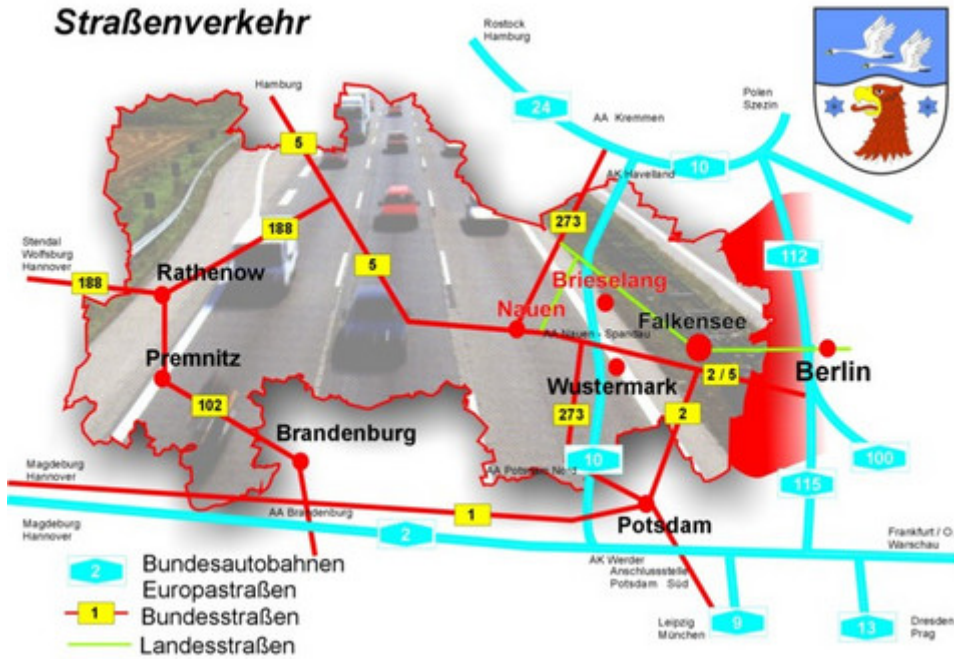 Straßenverkehr
Rostock
Hamburg
Hamburg
24
AA Kremmen
Polen
Szezin
5
10
AK Havelland
273
188
112
Stendal
Wolfsburg
Hannover
188
Rathenow
5
Brieselang
Nauen
Falkensee
AA Nauen - Spandau
Premnitz
Wustermark
2 / 5
Berlin
102
273
2
Brandenburg
10
100
Magdeburg
Hannover
AA Potsdam Nord
115
AA Brandenburg
1
Potsdam
Magdeburg
Hannover
2
Frankfurt / O.
Warschau
AK Werder
Anschlussstelle
Potsdam Süd
2
Bundesautobahnen
Europastraßen
1
Bundesstraßen
Landesstraßen
Leipzig
München
9
13
Dresden
Prag